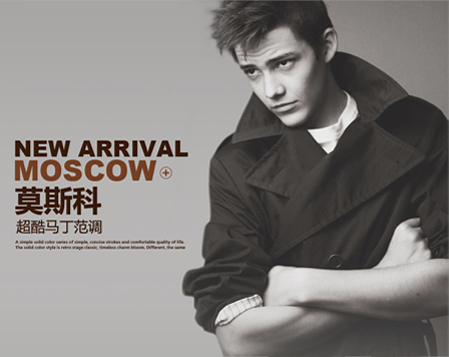 NEW ARRIVAL
MOSCOW
莫斯科
超酷马丁范调
A simple solid color series of simple, concise strokes and comfortable quality of life.
The solid color style is retro stage classic, timeless charm bloom. Different, the same